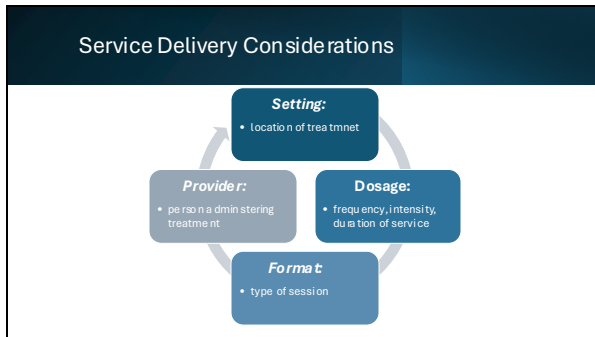 Service Delivery Considerations
Setting:
• location of treatmnet
Dosage:
• frequency, intensity,
duration of service
Format:
• type of session
Provider:
• person administering
treatment